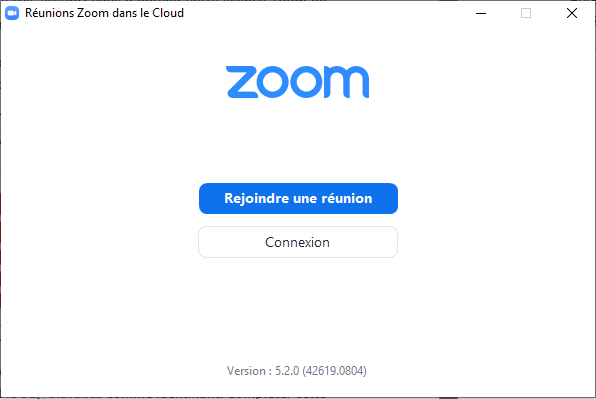 Réunions Zoom dans le Cloud
zoom
Rejoindre une réunion
Connexion
Version : 5.2.0 (42619.0804)